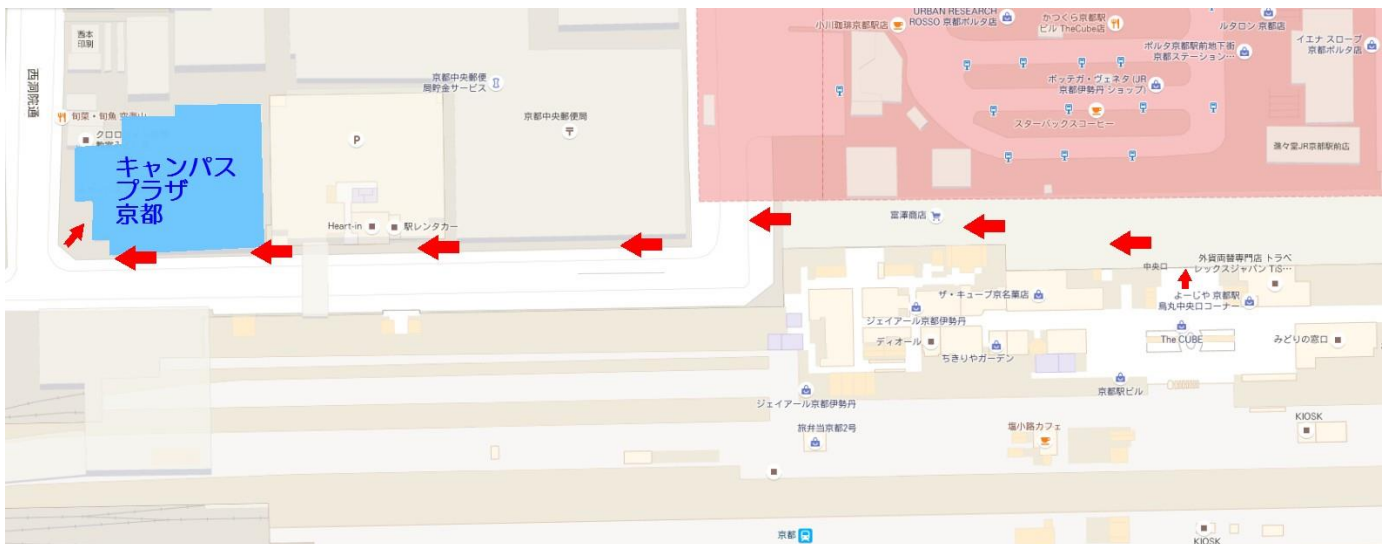 西本
印刷
西洞院通
旬菜・旬魚
クロロ
キャンパス
プラザ
京都
京都中央郵便
局貯金サービス
P
京都中央郵便局
Heart-in
駅レンタカー
小川珈琲京都駅店
URBAN RESEARCH
ROSSO 京都ポルタ店
かつくら京都駅
ビル TheCube店
ルタロン 京都店
ポルタ京都駅前地下街
京都ステーション…
イエナ スローブ
京都ポルタ店
ボッテガ・ヴェネタ (JR
京都伊勢丹 ショップ)
スターバックスコーヒー
進々堂JR京都駅前店
富澤商店
中央口
外貨両替専門店 トラベ
レックスジャパン TiS…
ザ・キューブ京名菓店
よーじや 京都駅
烏丸中央口コーナー
ジェイアール京都伊勢丹
ディオール
ちきりやガーデン
The CUBE
みどりの窓口
京都駅ビル
ジェイアール京都伊勢丹
旅弁当京都2号
塩小路カフェ
KIOSK
京都
KIOSK